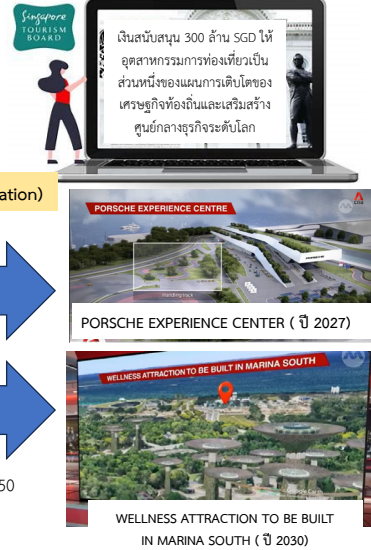 Singapore
TOURISM
BOARD
เงินสนับสนุน 300 ล้าน SGD ให้
อุตสาหกรรมการท่องเที่ยวเป็น
ส่วนหนึ่งของแผนการเติบโตของ
เศรษฐกิจท้องถิ่นและเสริมสร้าง
ศูนย์กลางธุรกิจระดับโลก
ation)
PORSCHE EXPERIENCE CENTRE
Handling track
PORSCHE EXPERIENCE CENTER ( ปี 2027)
WELLNESS ATTRACTION TO BE BUILT IN MARINA SOUTH
50
WELLNESS ATTRACTION TO BE BUILT
IN MARINA SOUTH ( ปี 2030)